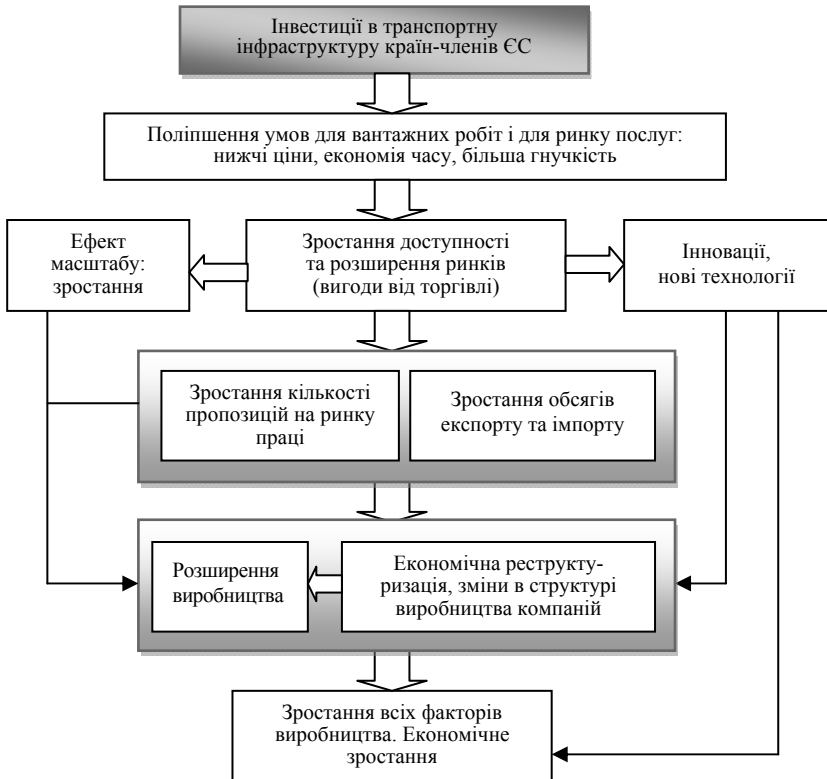 Інвестиції в транспортну
інфраструктуру країн-членів ЄС
Поліпшення умов для вантажних робіт і для ринку послуг:
нижчі ціни, економія часу, більша гнучкість
Ефект
масштабу:
зростання
Зростання доступності
та розширення ринків
(вигоди від торгівлі)
Інновації,
нові технології
Зростання кількості
пропозицій на ринку
праці
Зростання обсягів
експорту та імпорту
Розширення
виробництва
Економічна реструкту-
ризація, зміни в структурі
виробництва компаній
Зростання всіх факторів
виробництва. Економічне
зростання